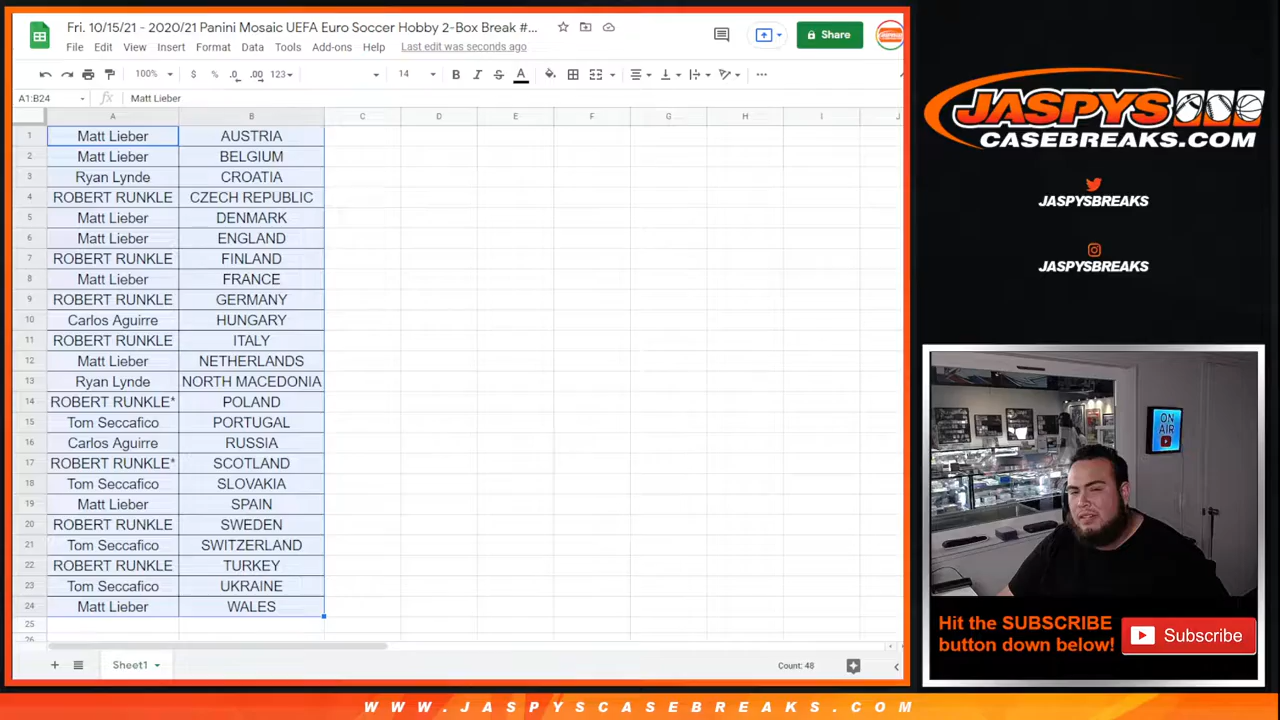 Fri. 10/15/21 - 2020/21 Panini Mosaic UEFA Euro Soccer Hobby 2-Box Break #...
File Edit View Insert Format Data Tools Add-ons Help Last edit was seconds ago
Share
100% $ % .0 .00 123 14 B I S A
A1:B24 fx Matt Lieber
A B C D E F G H I J
1 Matt Lieber AUSTRIA
2 Matt Lieber BELGIUM
3 Ryan Lynde CROATIA
4 ROBERT RUNKLE CZECH REPUBLIC
5 Matt Lieber DENMARK
6 Matt Lieber ENGLAND
7 ROBERT RUNKLE FINLAND
8 Matt Lieber FRANCE
9 ROBERT RUNKLE GERMANY
10 Carlos Aguirre HUNGARY
11 ROBERT RUNKLE ITALY
12 Matt Lieber NETHERLANDS
13 Ryan Lynde NORTH MACEDONIA
14 ROBERT RUNKLE* POLAND
15 Tom Seccafico PORTUGAL
16 Carlos Aguirre RUSSIA
17 ROBERT RUNKLE* SCOTLAND
18 Tom Seccafico SLOVAKIA
19 Matt Lieber SPAIN
20 ROBERT RUNKLE SWEDEN
21 Tom Seccafico SWITZERLAND
22 ROBERT RUNKLE TURKEY
23 Tom Seccafico UKRAINE
24 Matt Lieber WALES
25
26
Sheet1
Count: 48
JASPYS
CASEBREAKS.COM
JASPYSBREAKS
JASPYSBREAKS
ON
AIR
Hit the SUBSCRIBE
button down below!
Subscribe
WWW.JASPYSCASEBREAKS.COM